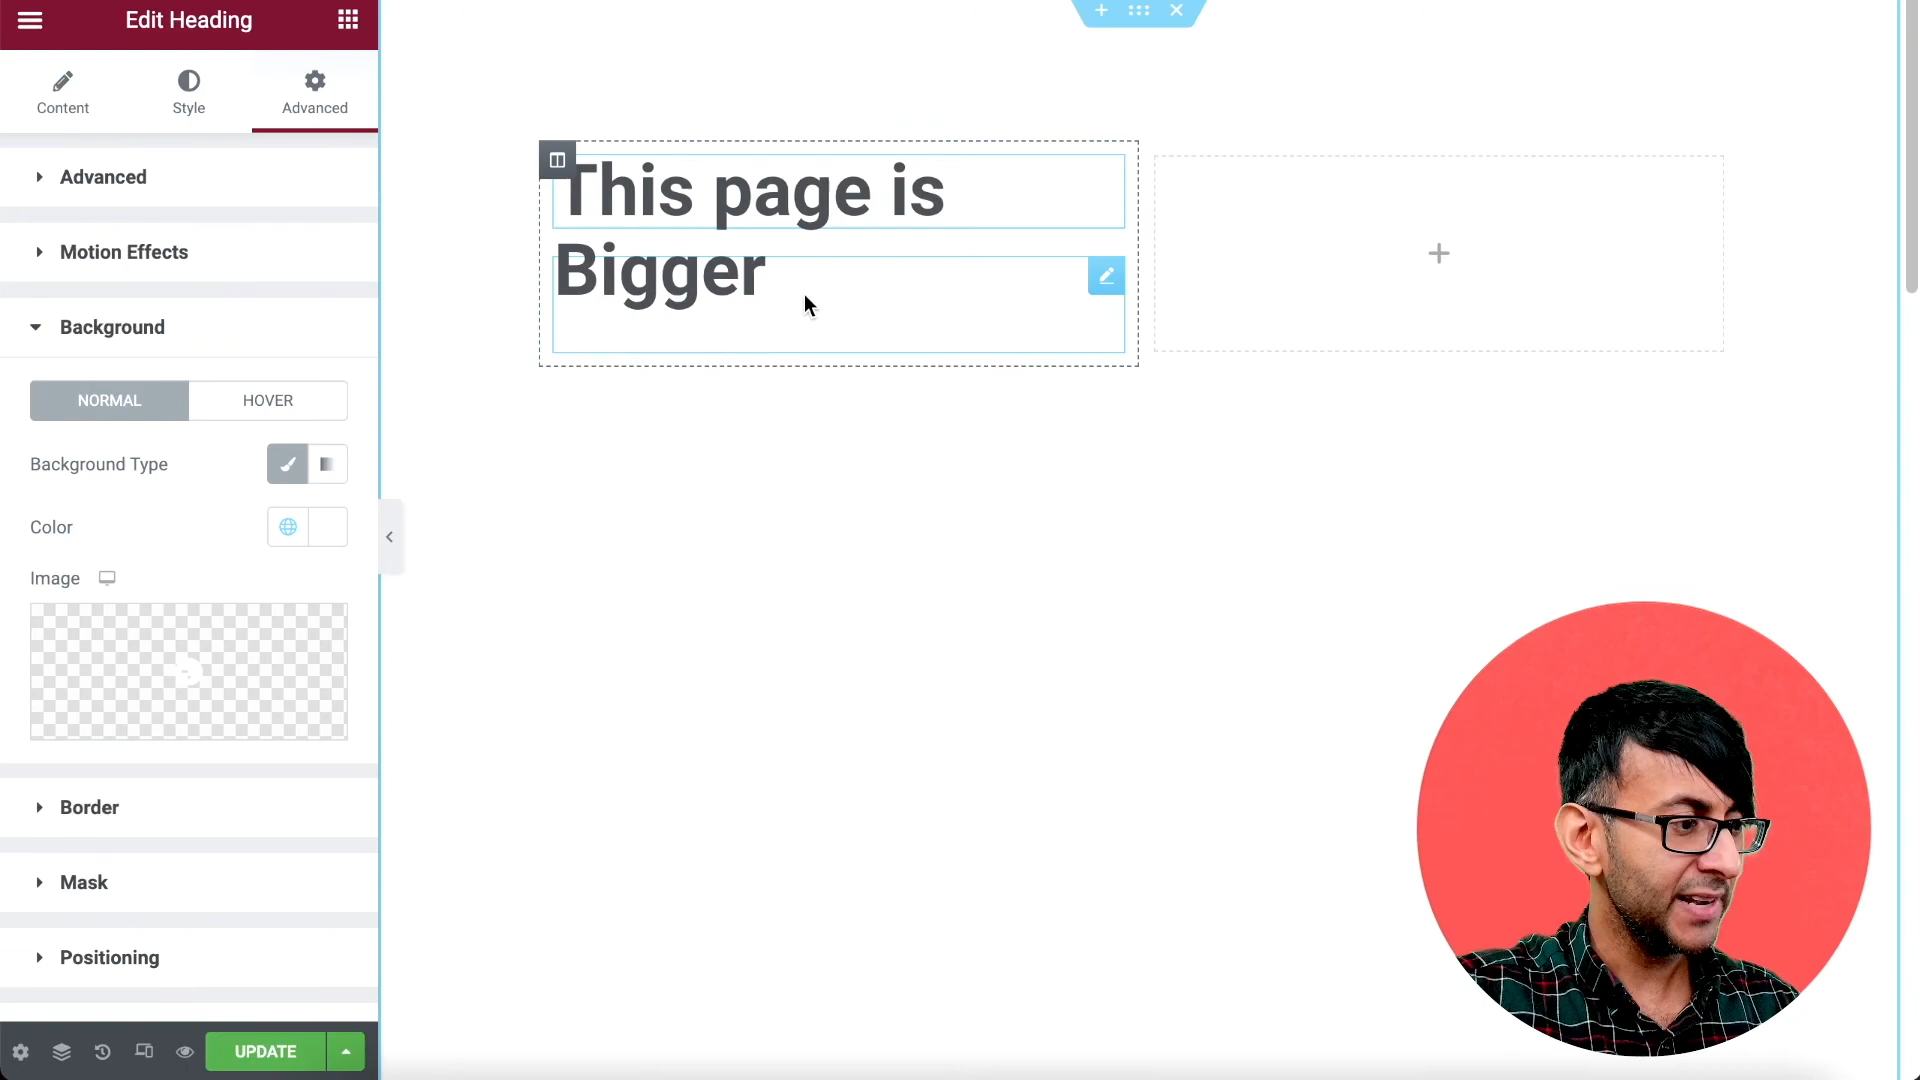 Edit Heading
Content
Style
Advanced
Advanced
Motion Effects
Background
NORMAL
HOVER
Background Type
Color
Image
Border
Mask
Positioning
UPDATE
This page is
Bigger